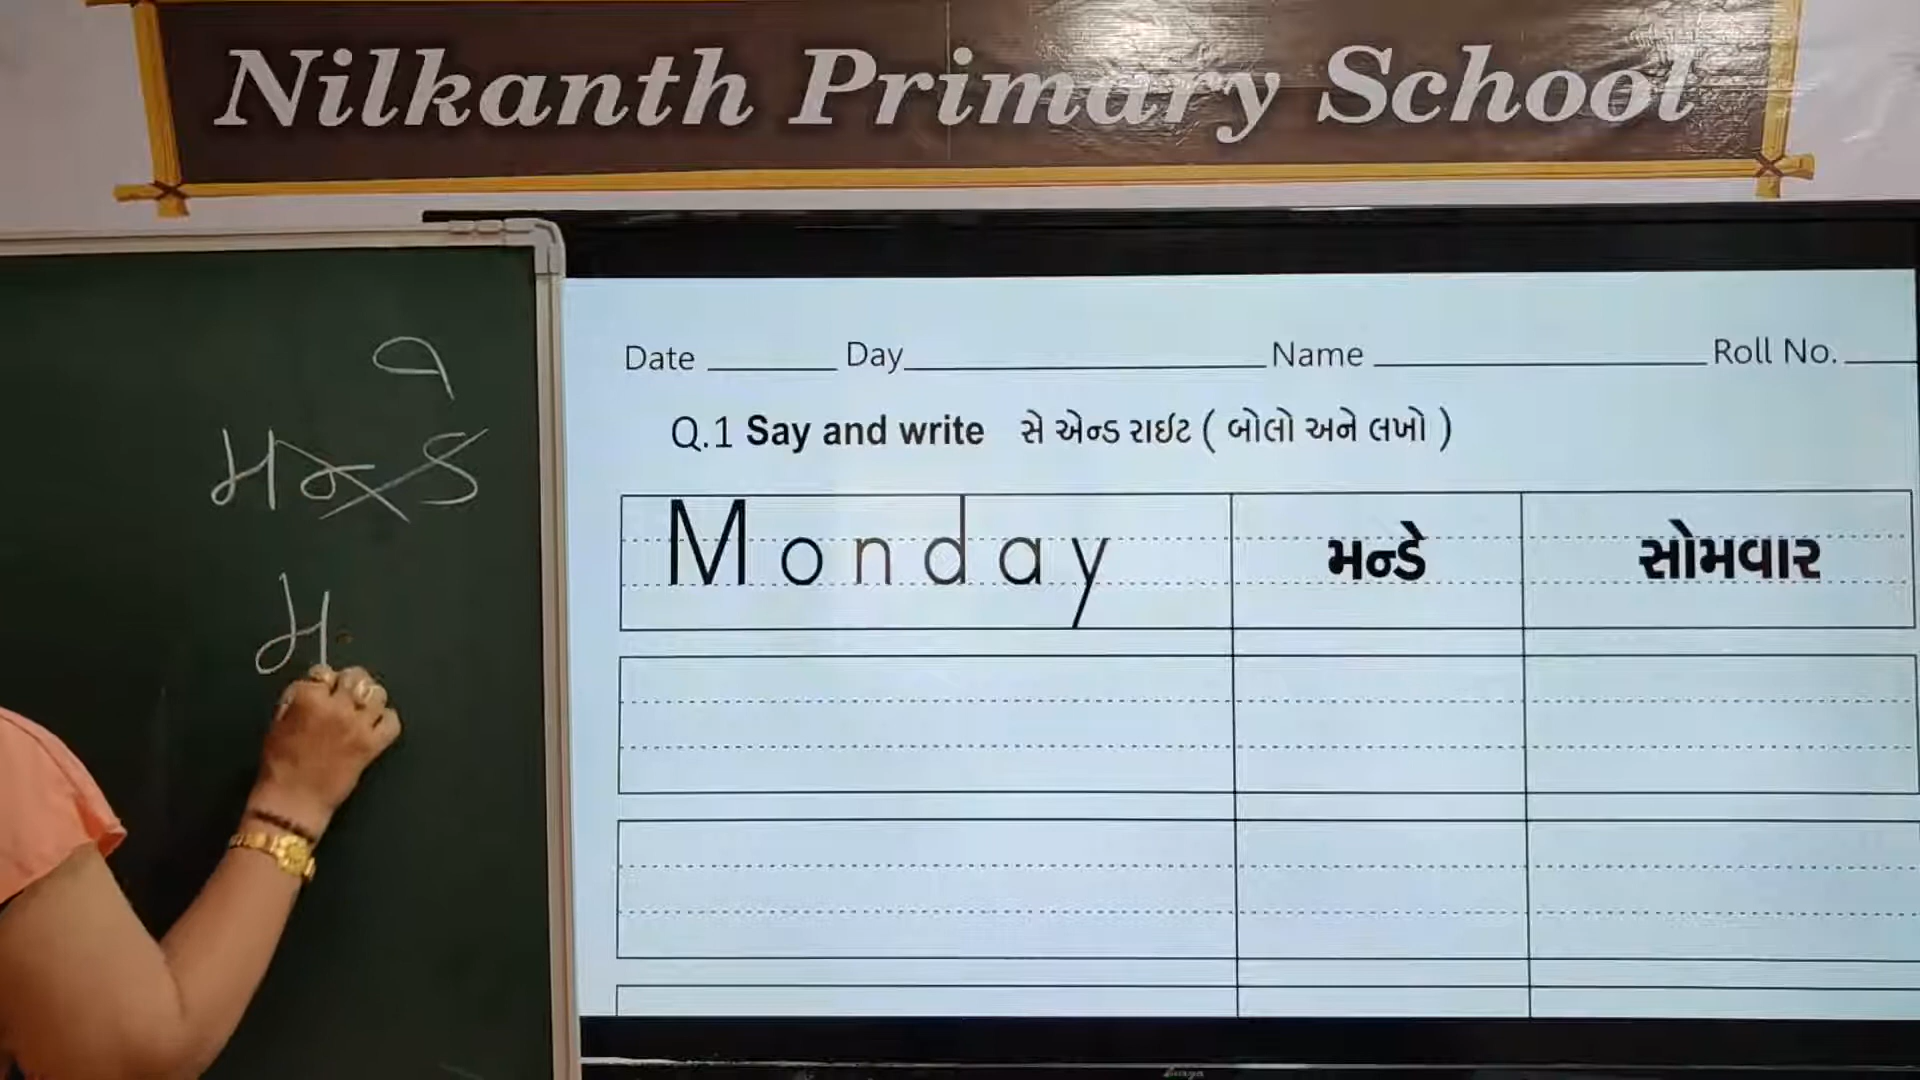 Nilkanth Primary School
Date Day Name Roll No.
Q.1 Say and write સે એન્ડ રાઈટ ( બોલો અને લખો )
Monday મન્ડે સોમવાર
મ